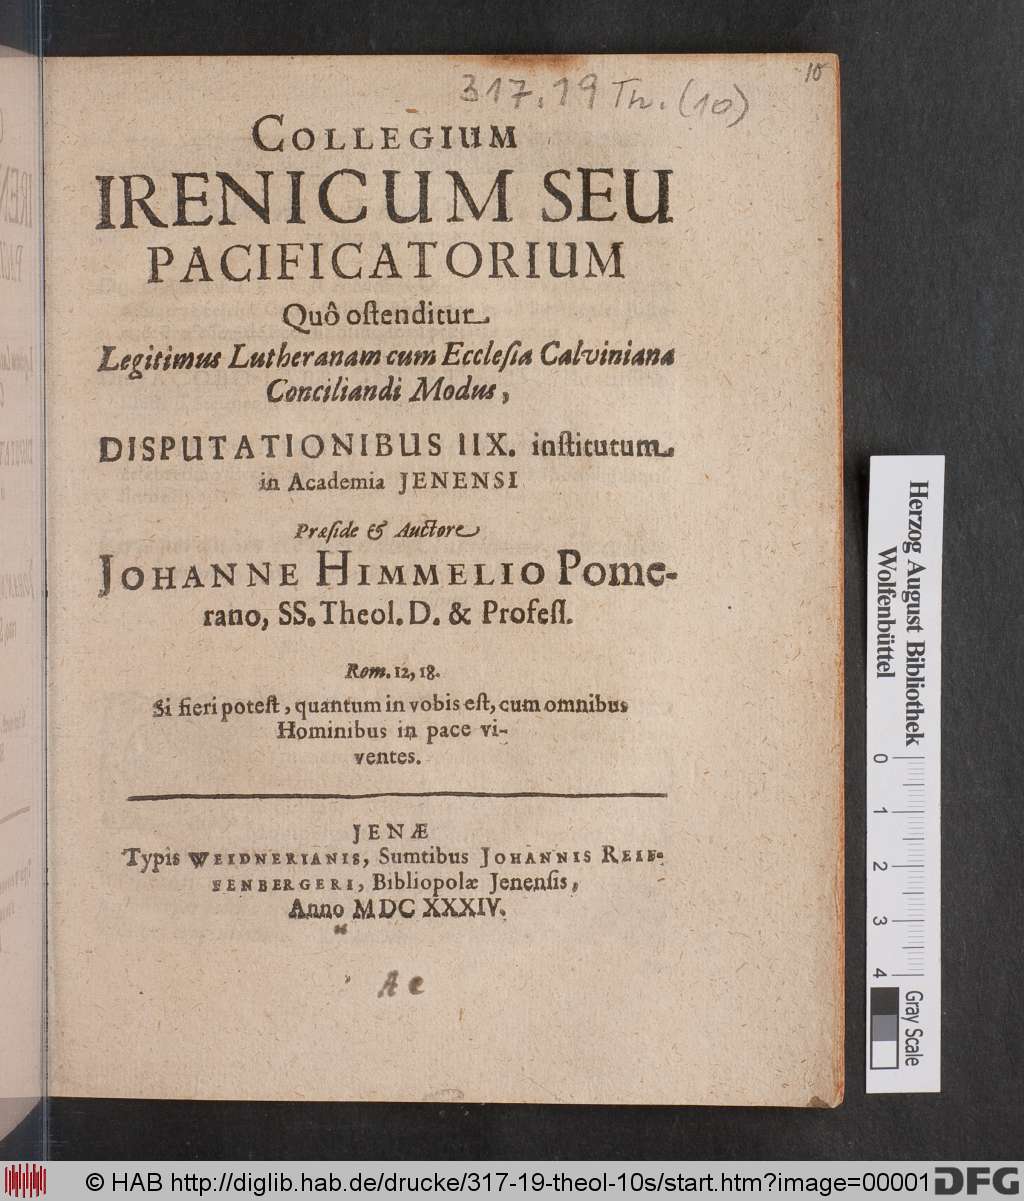 317.19 Th. (10)
10
COLLEGIUM
IRENICUM SEU
PACIFICATORIUM
Quô oſtenditur
Legitimus Lutheranam cum Eccleſia Calviniana
Conciliandi Modus,
DISPUTATIONIBUS IIX. inſtitutum
in Academia JENENSI
Præſide & Auctore
JOHANNE HIMMELIO Pome-
rano, SS. Theol. D. & Profeſſ.
Rom. 12, 18.
Si fieri poteſt, quantum in vobis eſt, cum omnibus
Hominibus in pace vi-
ventes.
JENÆ
Typis WEIDNERIANIS, Sumtibus JOHANNIS REIF-
FENBERGERI, Bibliopolæ Jenenſis,
Anno MDC XXXIV.
A e
Herzog August Bibliothek
Wolfenbüttel
0
1
2
3
4
Gray Scale
© HAB http://diglib.hab.de/drucke/317-19-theol-10s/start.htm?image=00001
DFG